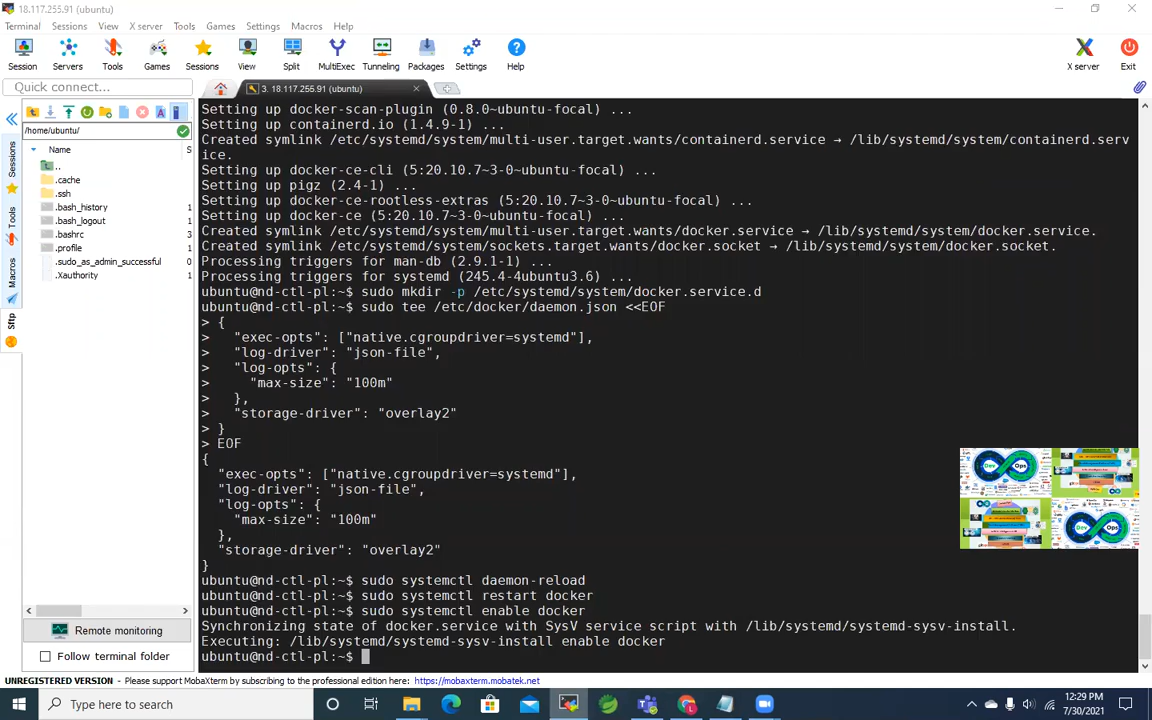 18.117.255.91 (ubuntu)
Terminal Sessions View X server Tools Games Settings Macros Help
Session Servers Tools Games Sessions View Split MultiExec Tunneling Packages Settings Help X server Exit
Quick connect...
3. 18.117.255.91 (ubuntu)
/home/ubuntu/
Name S
..
.cache
.ssh
.bash_history 1
.bash_logout 1
.bashrc 3
.profile 1
.sudo_as_admin_successful 0
.Xauthority 1
Sessions
Tools
Macros
Sftp
Remote monitoring
Follow terminal folder
Setting up docker-scan-plugin (0.8.0~ubuntu-focal) ...
Setting up containerd.io (1.4.9-1) ...
Created symlink /etc/systemd/system/multi-user.target.wants/containerd.service → /lib/systemd/system/containerd.serv
ice.
Setting up docker-ce-cli (5:20.10.7~3-0~ubuntu-focal) ...
Setting up pigz (2.4-1) ...
Setting up docker-ce-rootless-extras (5:20.10.7~3-0~ubuntu-focal) ...
Setting up docker-ce (5:20.10.7~3-0~ubuntu-focal) ...
Created symlink /etc/systemd/system/multi-user.target.wants/docker.service → /lib/systemd/system/docker.service.
Created symlink /etc/systemd/system/sockets.target.wants/docker.socket → /lib/systemd/system/docker.socket.
Processing triggers for man-db (2.9.1-1) ...
Processing triggers for systemd (245.4-4ubuntu3.6) ...
ubuntu@nd-ctl-pl:~$ sudo mkdir -p /etc/systemd/system/docker.service.d
ubuntu@nd-ctl-pl:~$ sudo tee /etc/docker/daemon.json <<EOF
> {
>   "exec-opts": ["native.cgroupdriver=systemd"],
>   "log-driver": "json-file",
>   "log-opts": {
>     "max-size": "100m"
>   },
>   "storage-driver": "overlay2"
> }
> EOF
{
  "exec-opts": ["native.cgroupdriver=systemd"],
  "log-driver": "json-file",
  "log-opts": {
    "max-size": "100m"
  },
  "storage-driver": "overlay2"
}
ubuntu@nd-ctl-pl:~$ sudo systemctl daemon-reload
ubuntu@nd-ctl-pl:~$ sudo systemctl restart docker
ubuntu@nd-ctl-pl:~$ sudo systemctl enable docker
Synchronizing state of docker.service with SysV service script with /lib/systemd/systemd-sysv-install.
Executing: /lib/systemd/systemd-sysv-install enable docker
ubuntu@nd-ctl-pl:~$
Dev Ops
Dev Ops
UNREGISTERED VERSION - Please support MobaXterm by subscribing to the professional edition here: https://mobaxterm.mobatek.net
Type here to search
12:29 PM
7/30/2021